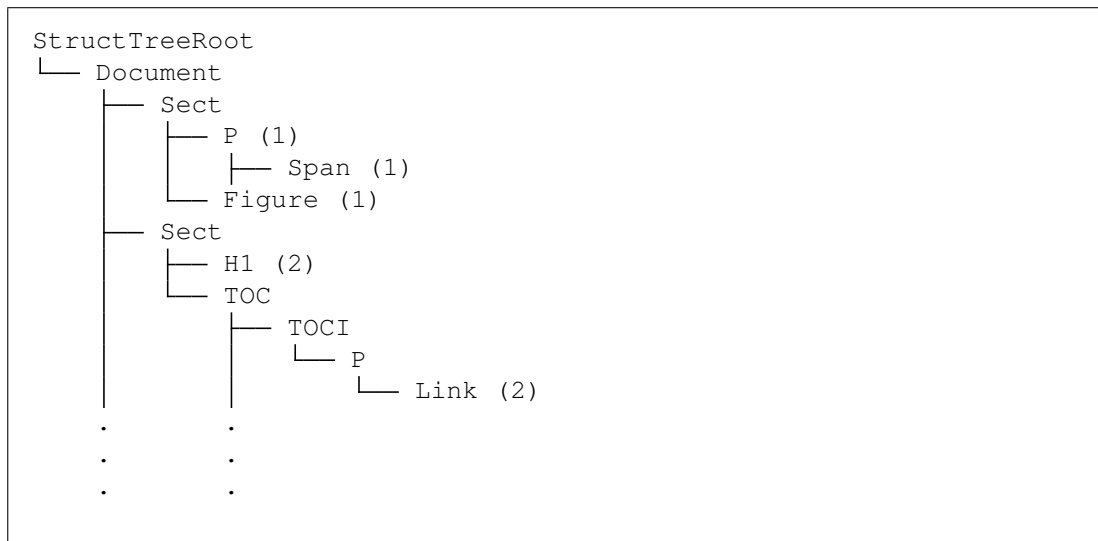 StructTreeRoot
└── Document
    ├── Sect
    │   ├── P (1)
    │   │   ├── Span (1)
    │   └── Figure (1)
    ├── Sect
    │   ├── H1 (2)
    │   └── TOC
    │       ├── TOCI
    │       │   └── P
    │       │       └── Link (2)
    .       .
    .       .
    .       .